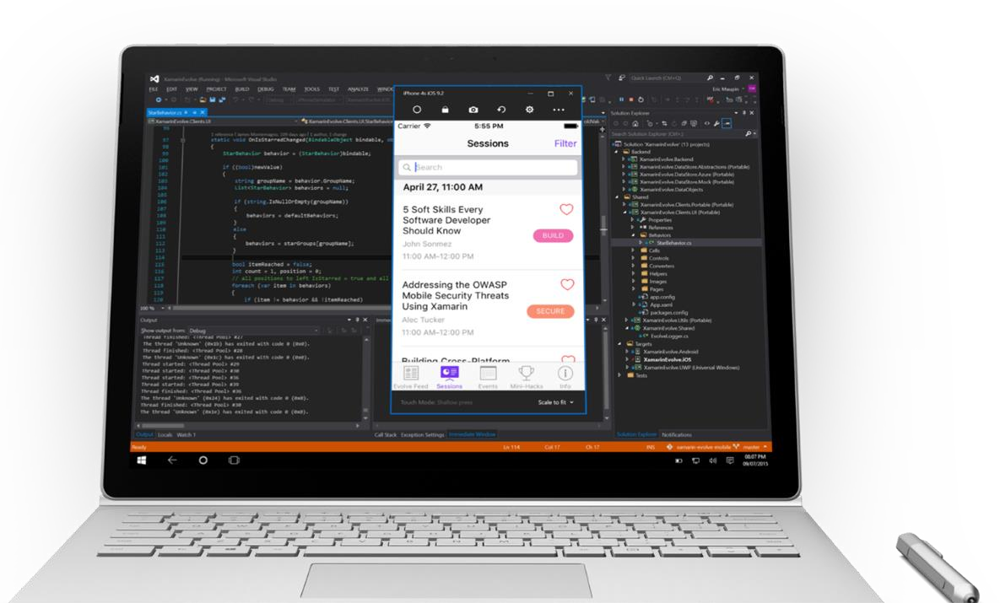 XamarinEvolve (Running) - Microsoft Visual Studio
Quick Launch (Ctrl+Q)
FILE EDIT VIEW PROJECT BUILD DEBUG TEAM TOOLS TEST ANALYZE
Eric Maupin
StarBehavior.cs
XamarinEvolve.Clients.UI
1 reference | James Montemagno, 109 days ago | 1 author, 1 change
96
97 static void OnIsStarredChanged(BindableObject bindable,
98 {
99 StarBehavior behavior = (StarBehavior)bindable;
100
101 if ((bool)newValue)
102 {
103 string groupName = behavior.GroupName;
104 List<StarBehavior> behaviors = null;
105
106 if (string.IsNullOrEmpty(groupName))
107 {
108 behaviors = defaultBehaviors;
109 }
110 else
111 {
112 behaviors = starGroups[groupName];
113 }
114
115 bool itemReached = false;
116 int count = 1, position = 0;
117 // all positions to left IsStarred = true and all
118 foreach (var item in behaviors)
119 {
120 if (item != behavior && !itemReached)
100 %
Output
Show output from: Debug
Thread finished: <Thread Pool> #27
The thread 'Unknown' (0x1b) has exited with code 0 (0x0).
Thread finished: <Thread Pool> #28
The thread 'Unknown' (0x1c) has exited with code 0 (0x0).
Thread started: <Thread Pool> #29
Thread started: <Thread Pool> #30
Thread started: <Thread Pool> #36
Thread started: <Thread Pool> #39
Thread finished: <Thread Pool> #36
The thread 'Unknown' (0x24) has exited with code 0 (0x0).
Thread finished: <Thread Pool> #30
The thread 'Unknown' (0x1e) has exited with code 0 (0x0).
Output Locals Watch 1
Call Stack Exception Settings Immediate Window
iPhone 4s iOS 9.2
Carrier 5:55 PM
Sessions Filter
Search
April 27, 11:00 AM
5 Soft Skills Every
Software Developer
Should Know
BUILD
John Sonmez
11:00 AM–12:00 PM
Addressing the OWASP
Mobile Security Threats
Using Xamarin
SECURE
Alec Tucker
11:00 AM–12:00 PM
Building Cross-Platform
Evolve Feed Sessions Events Mini-Hacks Info
Touch Mode: Shallow press Scale to fit
Solution Explorer
Search Solution Explorer (Ctrl+;)
Solution 'XamarinEvolve' (13 projects)
Backend
XamarinEvolve.Backend
XamarinEvolve.DataStore.Abstractions (Portable)
XamarinEvolve.DataStore.Azure (Portable)
XamarinEvolve.DataStore.Mock (Portable)
XamarinEvolve.DataObjects
Shared
XamarinEvolve.Clients.Portable (Portable)
XamarinEvolve.Clients.UI (Portable)
Properties
References
Behaviors
StarBehavior.cs
Cells
Controls
Converters
Helpers
Images
Pages
app.config
App.xaml
packages.config
XamarinEvolve.Utils (Portable)
XamarinEvolve.Shared
EvolveLogger.cs
Targets
XamarinEvolve.Android
XamarinEvolve.iOS
XamarinEvolve.UWP (Universal Windows)
Tests
Solution Explorer Notifications
Ready Ln 114 Col 17 Ch 17 INS xamarin-evolve-mobile master
08:07 PM
09/07/2015